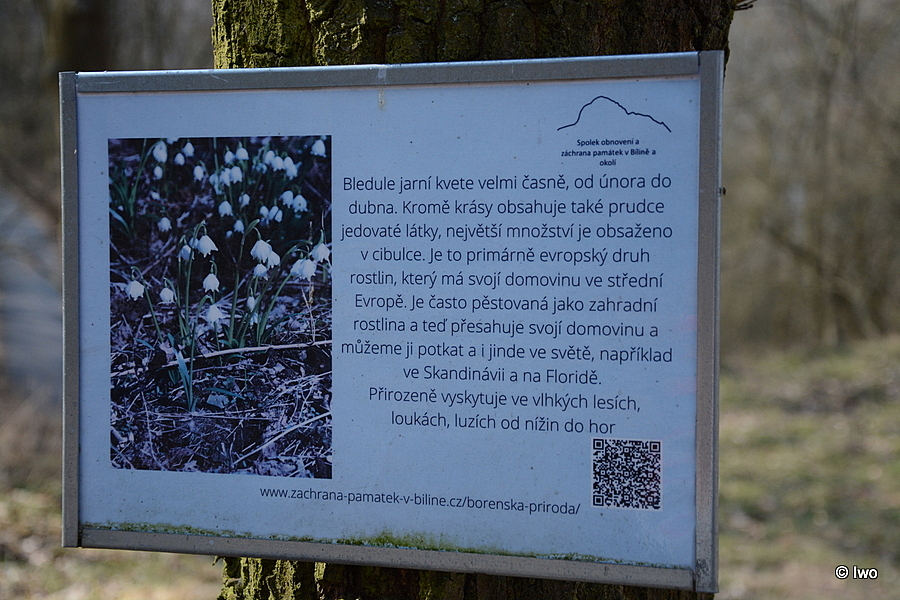 Spolek obnovení a
záchrana památek v Bílině a
okolí
Bledule jarní kvete velmi časně, od února do
dubna. Kromě krásy obsahuje také prudce
jedovaté látky, největší množství je obsaženo
v cibulce. Je to primárně evropský druh
rostlin, který má svojí domovinu ve střední
Evropě. Je často pěstovaná jako zahradní
rostlina a teď přesahuje svojí domovinu a
můžeme ji potkat a i jinde ve světě, například
ve Skandinávii a na Floridě.
Přirozeně vyskytuje ve vlhkých lesích,
loukách, luzích od nížin do hor
www.zachrana-pamatek-v-biline.cz/borenska-priroda/
© Iwo